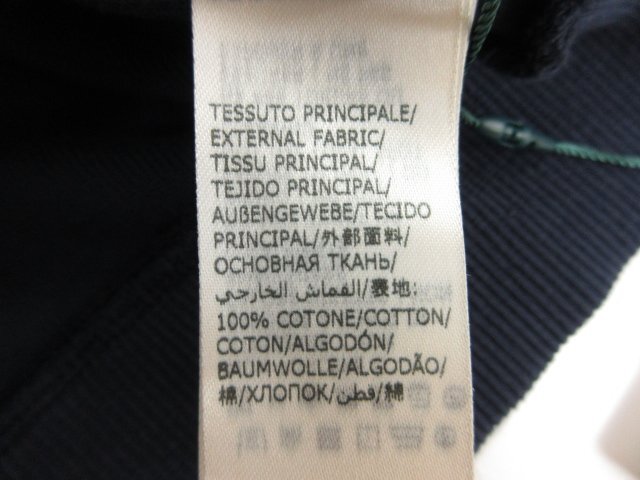 TESSUTO PRINCIPALE/
EXTERNAL FABRIC/
TISSU PRINCIPAL/
TEJIDO PRINCIPAL/
AUßENGEWEBE/TECIDO
PRINCIPAL/外部面料/
ОСНОВНАЯ ТКАНЬ/
القماش الخارجي/表地:
100% COTONE/COTTON/
COTON/ALGODÓN/
BAUMWOLLE/ALGODÃO/
棉/ХЛОПОК/قطن/綿